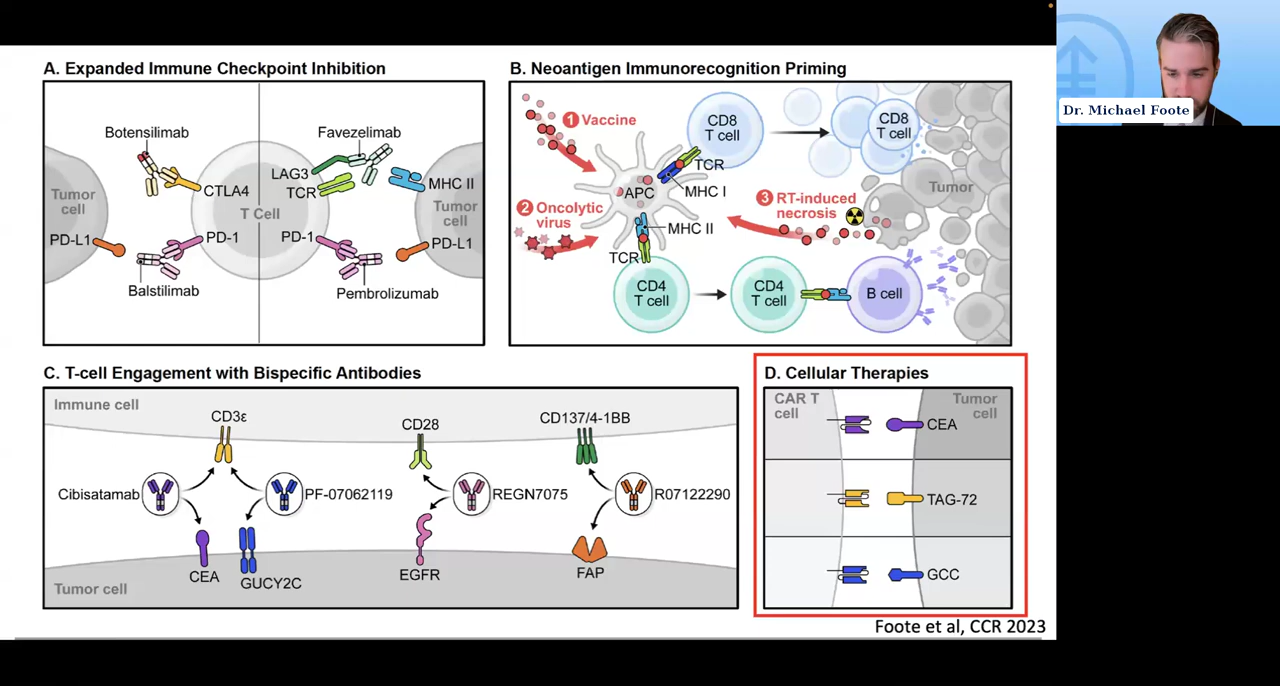 Dr. Michael Foote
A. Expanded Immune Checkpoint Inhibition
Botensilimab
Favezelimab
LAG3
TCR
MHC II
CTLA4
Tumor
cell
T Cell
Tumor
cell
PD-L1
PD-1
PD-1
PD-L1
Balstilimab
Pembrolizumab
B. Neoantigen Immunorecognition Priming
1 Vaccine
CD8
T cell
CD8
T cell
TCR
MHC I
APC
Tumor
2 Oncolytic
virus
3 RT-induced
necrosis
MHC II
TCR
CD4
T cell
CD4
T cell
B cell
C. T-cell Engagement with Bispecific Antibodies
Immune cell
CD3ε
CD28
CD137/4-1BB
Cibisatamab
PF-07062119
REGN7075
R07122290
CEA
GUCY2C
EGFR
FAP
Tumor cell
D. Cellular Therapies
CAR T
cell
Tumor
cell
CEA
TAG-72
GCC
Foote et al, CCR 2023